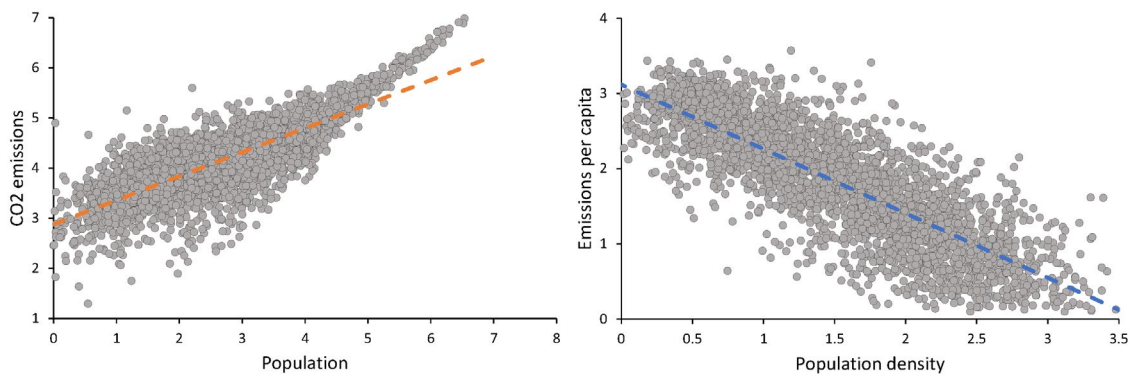 CO2 emissions
7
6
5
4
3
2
1
0 1 2 3 4 5 6 7 8
Population
Emissions per capita
4
3
2
1
0
0 0.5 1 1.5 2 2.5 3 3.5
Population density